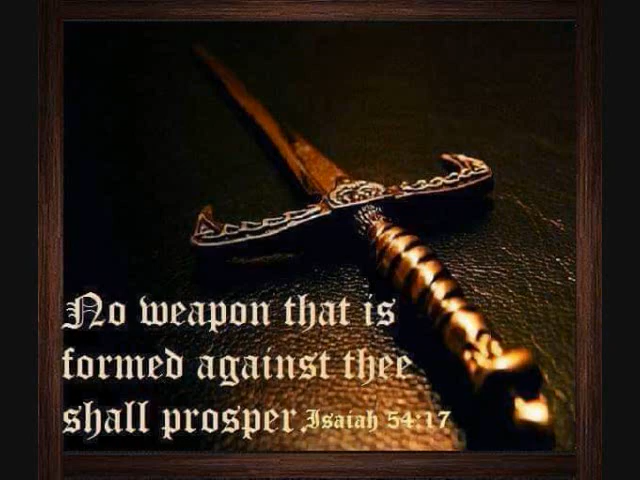 No weapon that is
formed against thee
shall prosper. Isaiah 54:17